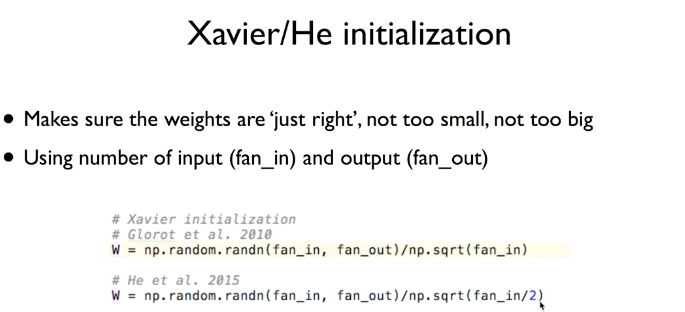 Xavier/He initialization
• Makes sure the weights are ‘just right’, not too small, not too big
• Using number of input (fan_in) and output (fan_out)
# Xavier initialization
# Glorot et al. 2010
W = np.random.randn(fan_in, fan_out)/np.sqrt(fan_in)
# He et al. 2015
W = np.random.randn(fan_in, fan_out)/np.sqrt(fan_in/2)